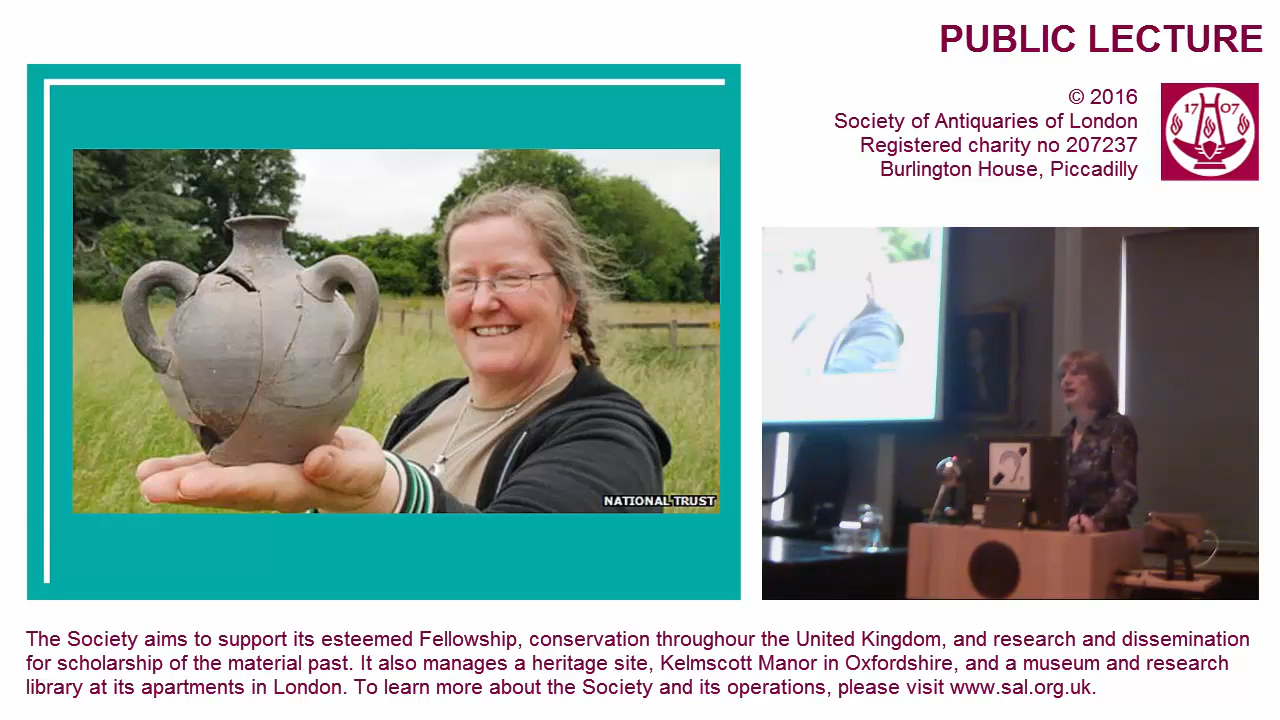 PUBLIC LECTURE
© 2016
Society of Antiquaries of London
Registered charity no 207237
Burlington House, Piccadilly
17 07
NATIONAL TRUST
The Society aims to support its esteemed Fellowship, conservation throughour the United Kingdom, and research and dissemination
for scholarship of the material past. It also manages a heritage site, Kelmscott Manor in Oxfordshire, and a museum and research
library at its apartments in London. To learn more about the Society and its operations, please visit www.sal.org.uk.